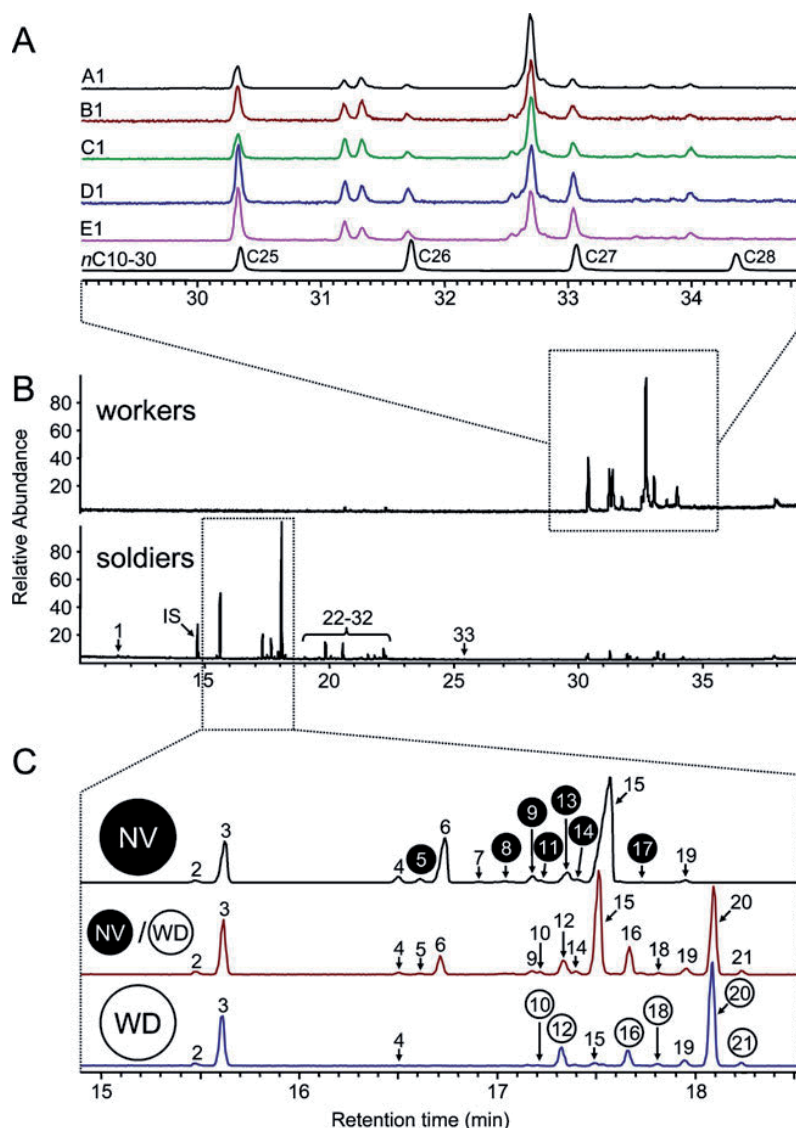 A
A1
B1
C1
D1
E1
nC10-30
C25
C26
C27
C28
30 31 32 33 34
B
Relative Abundance
80
60
40
20
workers
80
60
40
20
soldiers
1
IS
22-32
33
15 20 25 30 35
C
NV
2 3 4 5 6 7 8 9 11 13 14 15 17 19
NV / WD
2 3 4 5 6 9 10 12 14 15 16 18 19 20 21
WD
2 3 4 10 12 15 16 18 19 20 21
15 16 17 18
Retention time (min)